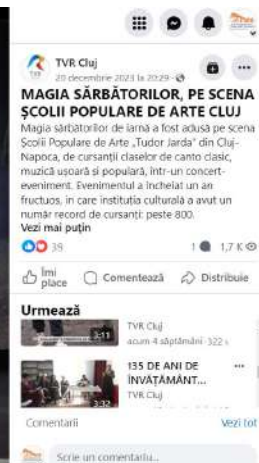 TVR Cluj
20 decembrie 2023 la 20:29
MAGIA SĂRBĂTORILOR, PE SCENA
ȘCOLII POPULARE DE ARTE CLUJ
Magia sărbătorilor de iarnă a fost adusă pe scena
Școlii Populare de Arte „Tudor Jarda” din Cluj-
Napoca, de cursanții claselor de canto clasic,
muzică ușoară și populară, într-un concert-
eveniment. Evenimentul a încheiat un an
fructuos, in care instituția culturală a avut un
număr record de cursanți: peste 800.
Vezi mai puțin
39 1 1,7 K
Îmi place Comentează Distribuie
Urmează
3:11
TVR Cluj
acum 4 săptămâni · 322
3:32
135 DE ANI DE
ÎNVĂȚĂMÂNT...
TVR Cluj
Comentarii Vezi tot
Scrie un comentariu...